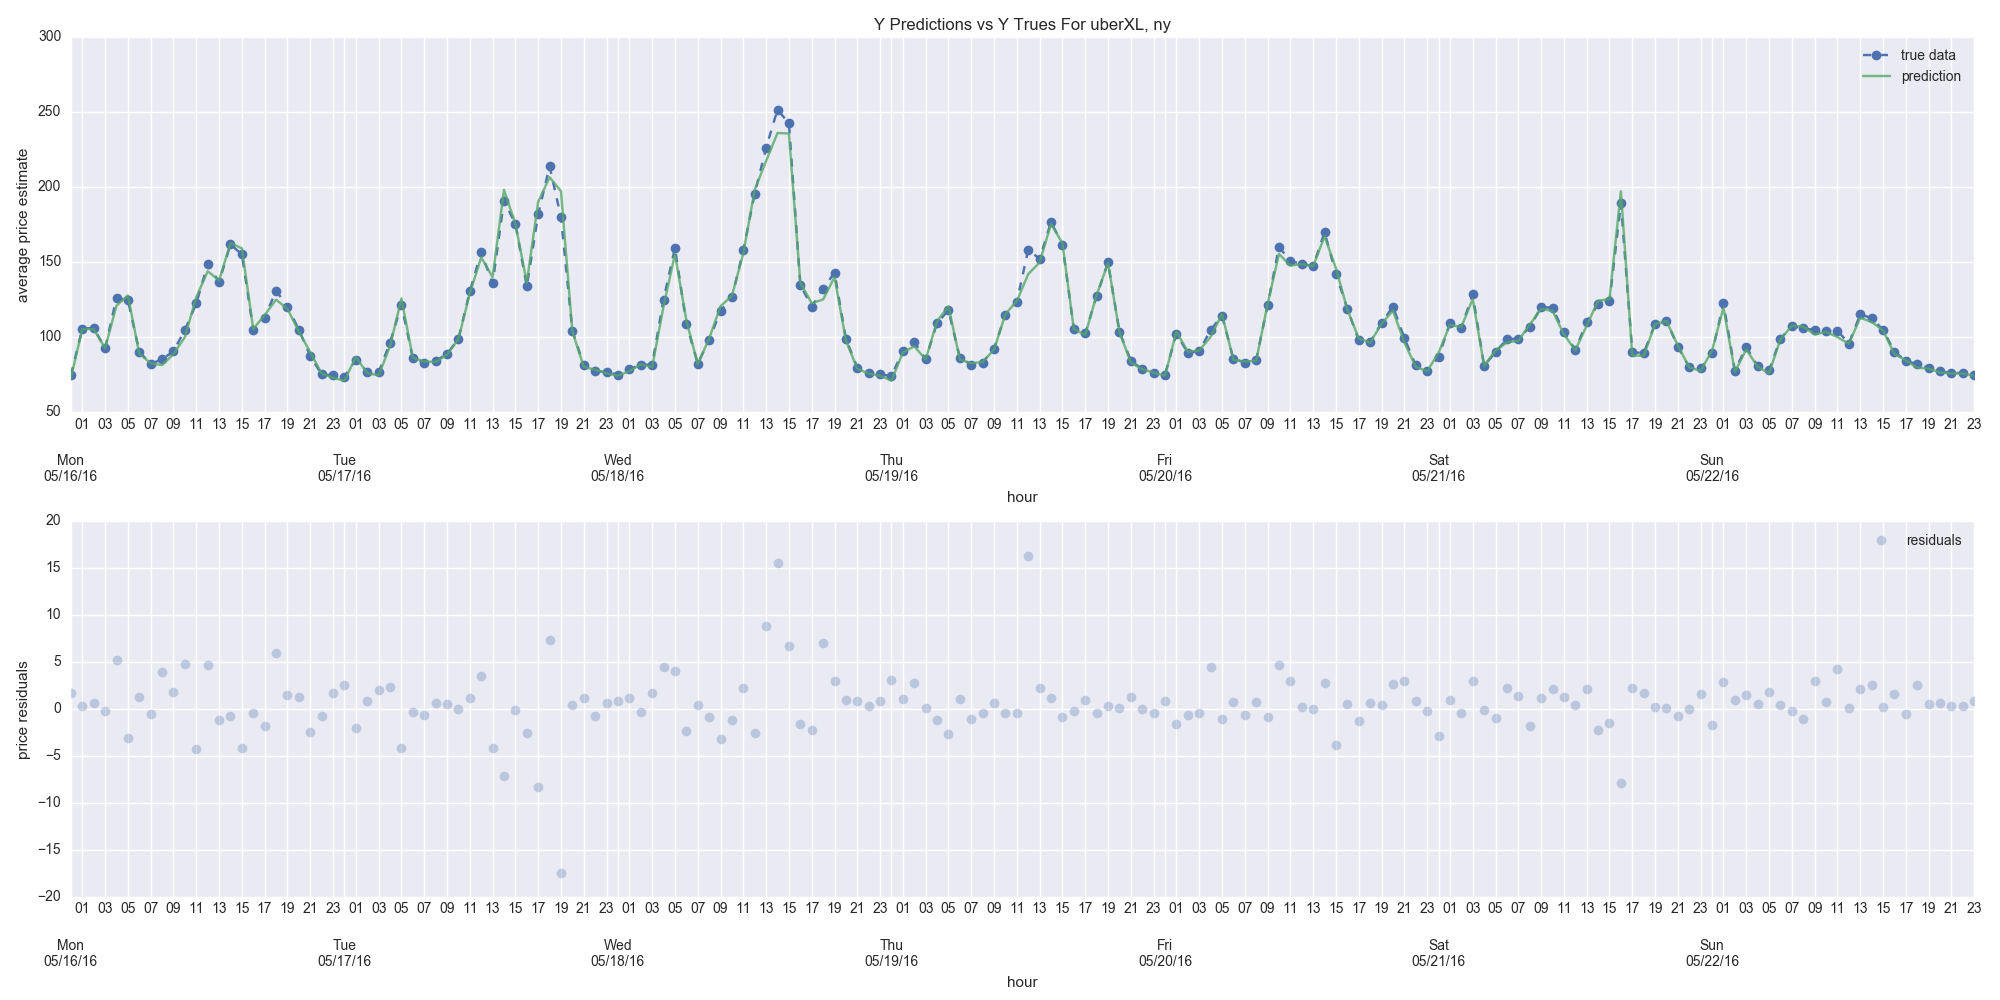 Y Predictions vs Y Trues For uberXL, ny
300
250
200
150
100
50
average price estimate
true data
prediction
01 03 05 07 09 11 13 15 17 19 21 23 01 03 05 07 09 11 13 15 17 19 21 23 01 03 05 07 09 11 13 15 17 19 21 23 01 03 05 07 09 11 13 15 17 19 21 23 01 03 05 07 09 11 13 15 17 19 21 23 01 03 05 07 09 11 13 15 17 19 21 23 01 03 05 07 09 11 13 15 17 19 21 23
Mon Tue Wed Thu Fri Sat Sun
05/16/16 05/17/16 05/18/16 05/19/16 05/20/16 05/21/16 05/22/16
hour
20
15
10
5
0
−5
−10
−15
−20
price residuals
residuals
01 03 05 07 09 11 13 15 17 19 21 23 01 03 05 07 09 11 13 15 17 19 21 23 01 03 05 07 09 11 13 15 17 19 21 23 01 03 05 07 09 11 13 15 17 19 21 23 01 03 05 07 09 11 13 15 17 19 21 23 01 03 05 07 09 11 13 15 17 19 21 23 01 03 05 07 09 11 13 15 17 19 21 23
Mon Tue Wed Thu Fri Sat Sun
05/16/16 05/17/16 05/18/16 05/19/16 05/20/16 05/21/16 05/22/16
hour